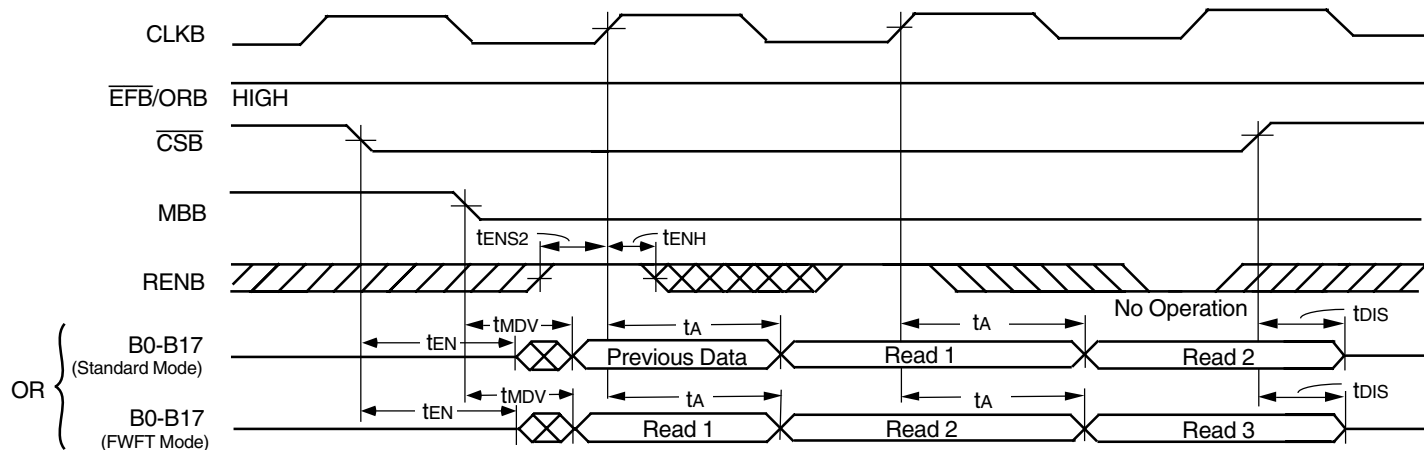 CLKB
EFB/ORB HIGH
CSB
MBB
tENS2 tENH
RENB
No Operation
tMDV tA tA tDIS
tEN
OR
B0-B17
(Standard Mode)
Previous Data Read 1 Read 2
tMDV tA tA tDIS
tEN
B0-B17
(FWFT Mode)
Read 1 Read 2 Read 3